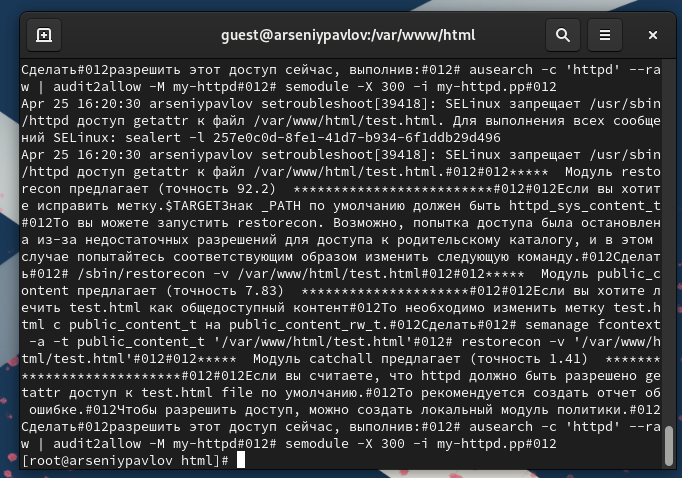 guest@arseniypavlov:/var/www/html
Сделать#012разрешить этот доступ сейчас, выполнив:#012# ausearch -c 'httpd' --ra
w | audit2allow -M my-httpd#012# semodule -X 300 -i my-httpd.pp#012
Apr 25 16:20:30 arseniypavlov setroubleshoot[39418]: SELinux запрещает /usr/sbin
/httpd доступ getattr к файл /var/www/html/test.html. Для выполнения всех сообще
ний SELinux: sealert -l 257e0c0d-8fe1-41d7-b934-6f1ddb29d496
Apr 25 16:20:30 arseniypavlov setroubleshoot[39418]: SELinux запрещает /usr/sbin
/httpd доступ getattr к файл /var/www/html/test.html.#012#012*****  Модуль resto
recon предлагает (точность 92.2)  *************************#012#012Если вы хотит
е исправить метку.$TARGETЗнак _PATH по умолчанию должен быть httpd_sys_content_t
#012То вы можете запустить restorecon. Возможно, попытка доступа была остановлен
а из-за недостаточных разрешений для доступа к родительскому каталогу, и в этом
случае попытайтесь соответствующим образом изменить следующую команду.#012Сделат
ь#012# /sbin/restorecon -v /var/www/html/test.html#012#012*****  Модуль public_c
ontent предлагает (точность 7.83)  *********************#012#012Если вы хотите л
ечить test.html как общедоступный контент#012То необходимо изменить метку test.h
tml с public_content_t на public_content_rw_t.#012Сделать#012# semanage fcontext
 -a -t public_content_t '/var/www/html/test.html'#012# restorecon -v '/var/www/h
tml/test.html'#012#012*****  Модуль catchall предлагает (точность 1.41)  *******
********************#012#012Если вы считаете, что httpd должно быть разрешено ge
tattr доступ к test.html file по умолчанию.#012То рекомендуется создать отчет об
 ошибке.#012Чтобы разрешить доступ, можно создать локальный модуль политики.#012
Сделать#012разрешить этот доступ сейчас, выполнив:#012# ausearch -c 'httpd' --ra
w | audit2allow -M my-httpd#012# semodule -X 300 -i my-httpd.pp#012
[root@arseniypavlov html]#